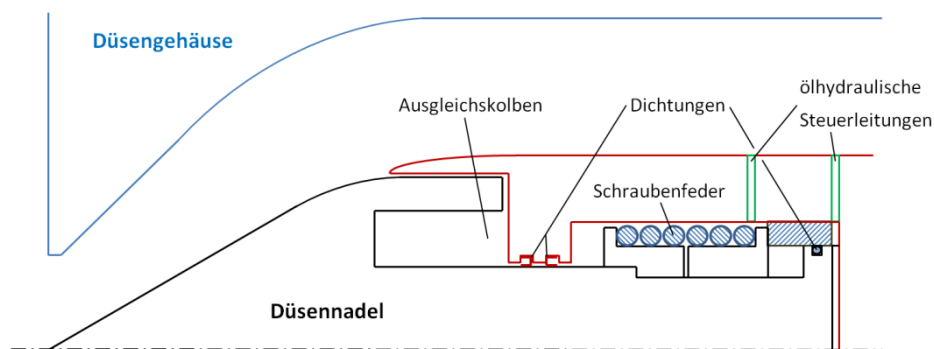 Düsengehäuse
Ausgleichskolben
Dichtungen
ölhydraulische
Steuerleitungen
Schraubenfeder
Düsennadel